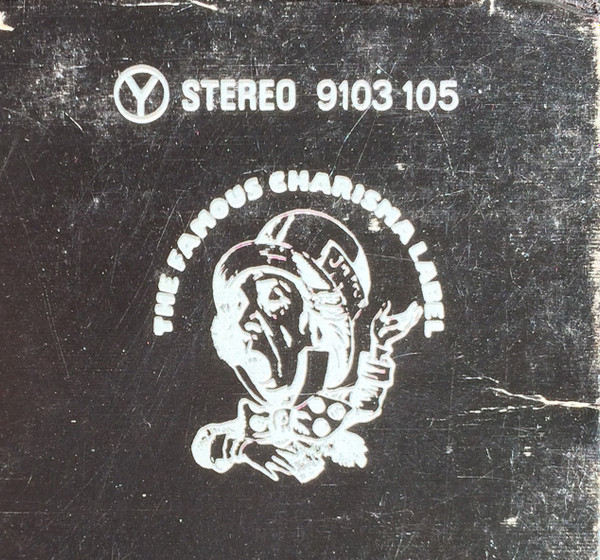 Y STEREO 9103 105
THE FAMOUS CHARISMA LABEL